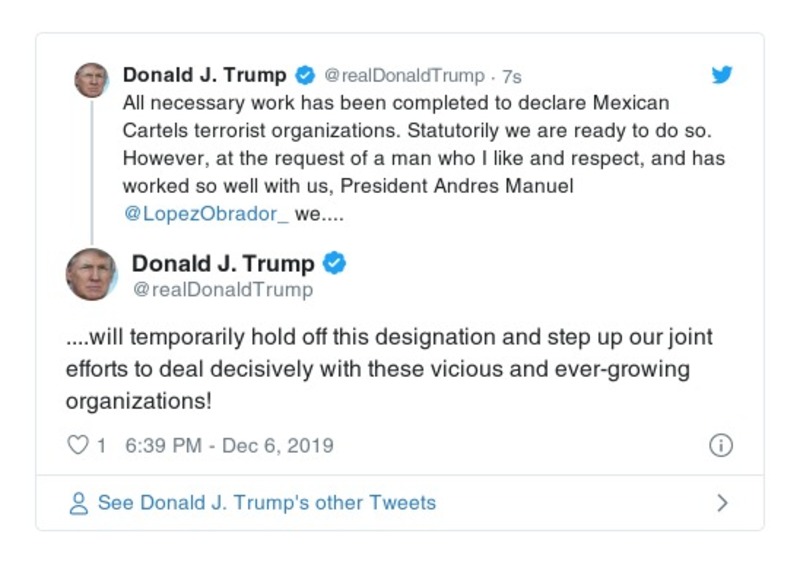 Donald J. Trump @realDonaldTrump · 7s
All necessary work has been completed to declare Mexican
Cartels terrorist organizations. Statutorily we are ready to do so.
However, at the request of a man who I like and respect, and has
worked so well with us, President Andres Manuel
@LopezObrador_ we....
Donald J. Trump
@realDonaldTrump
....will temporarily hold off this designation and step up our joint
efforts to deal decisively with these vicious and ever-growing
organizations!
1 6:39 PM - Dec 6, 2019
See Donald J. Trump's other Tweets